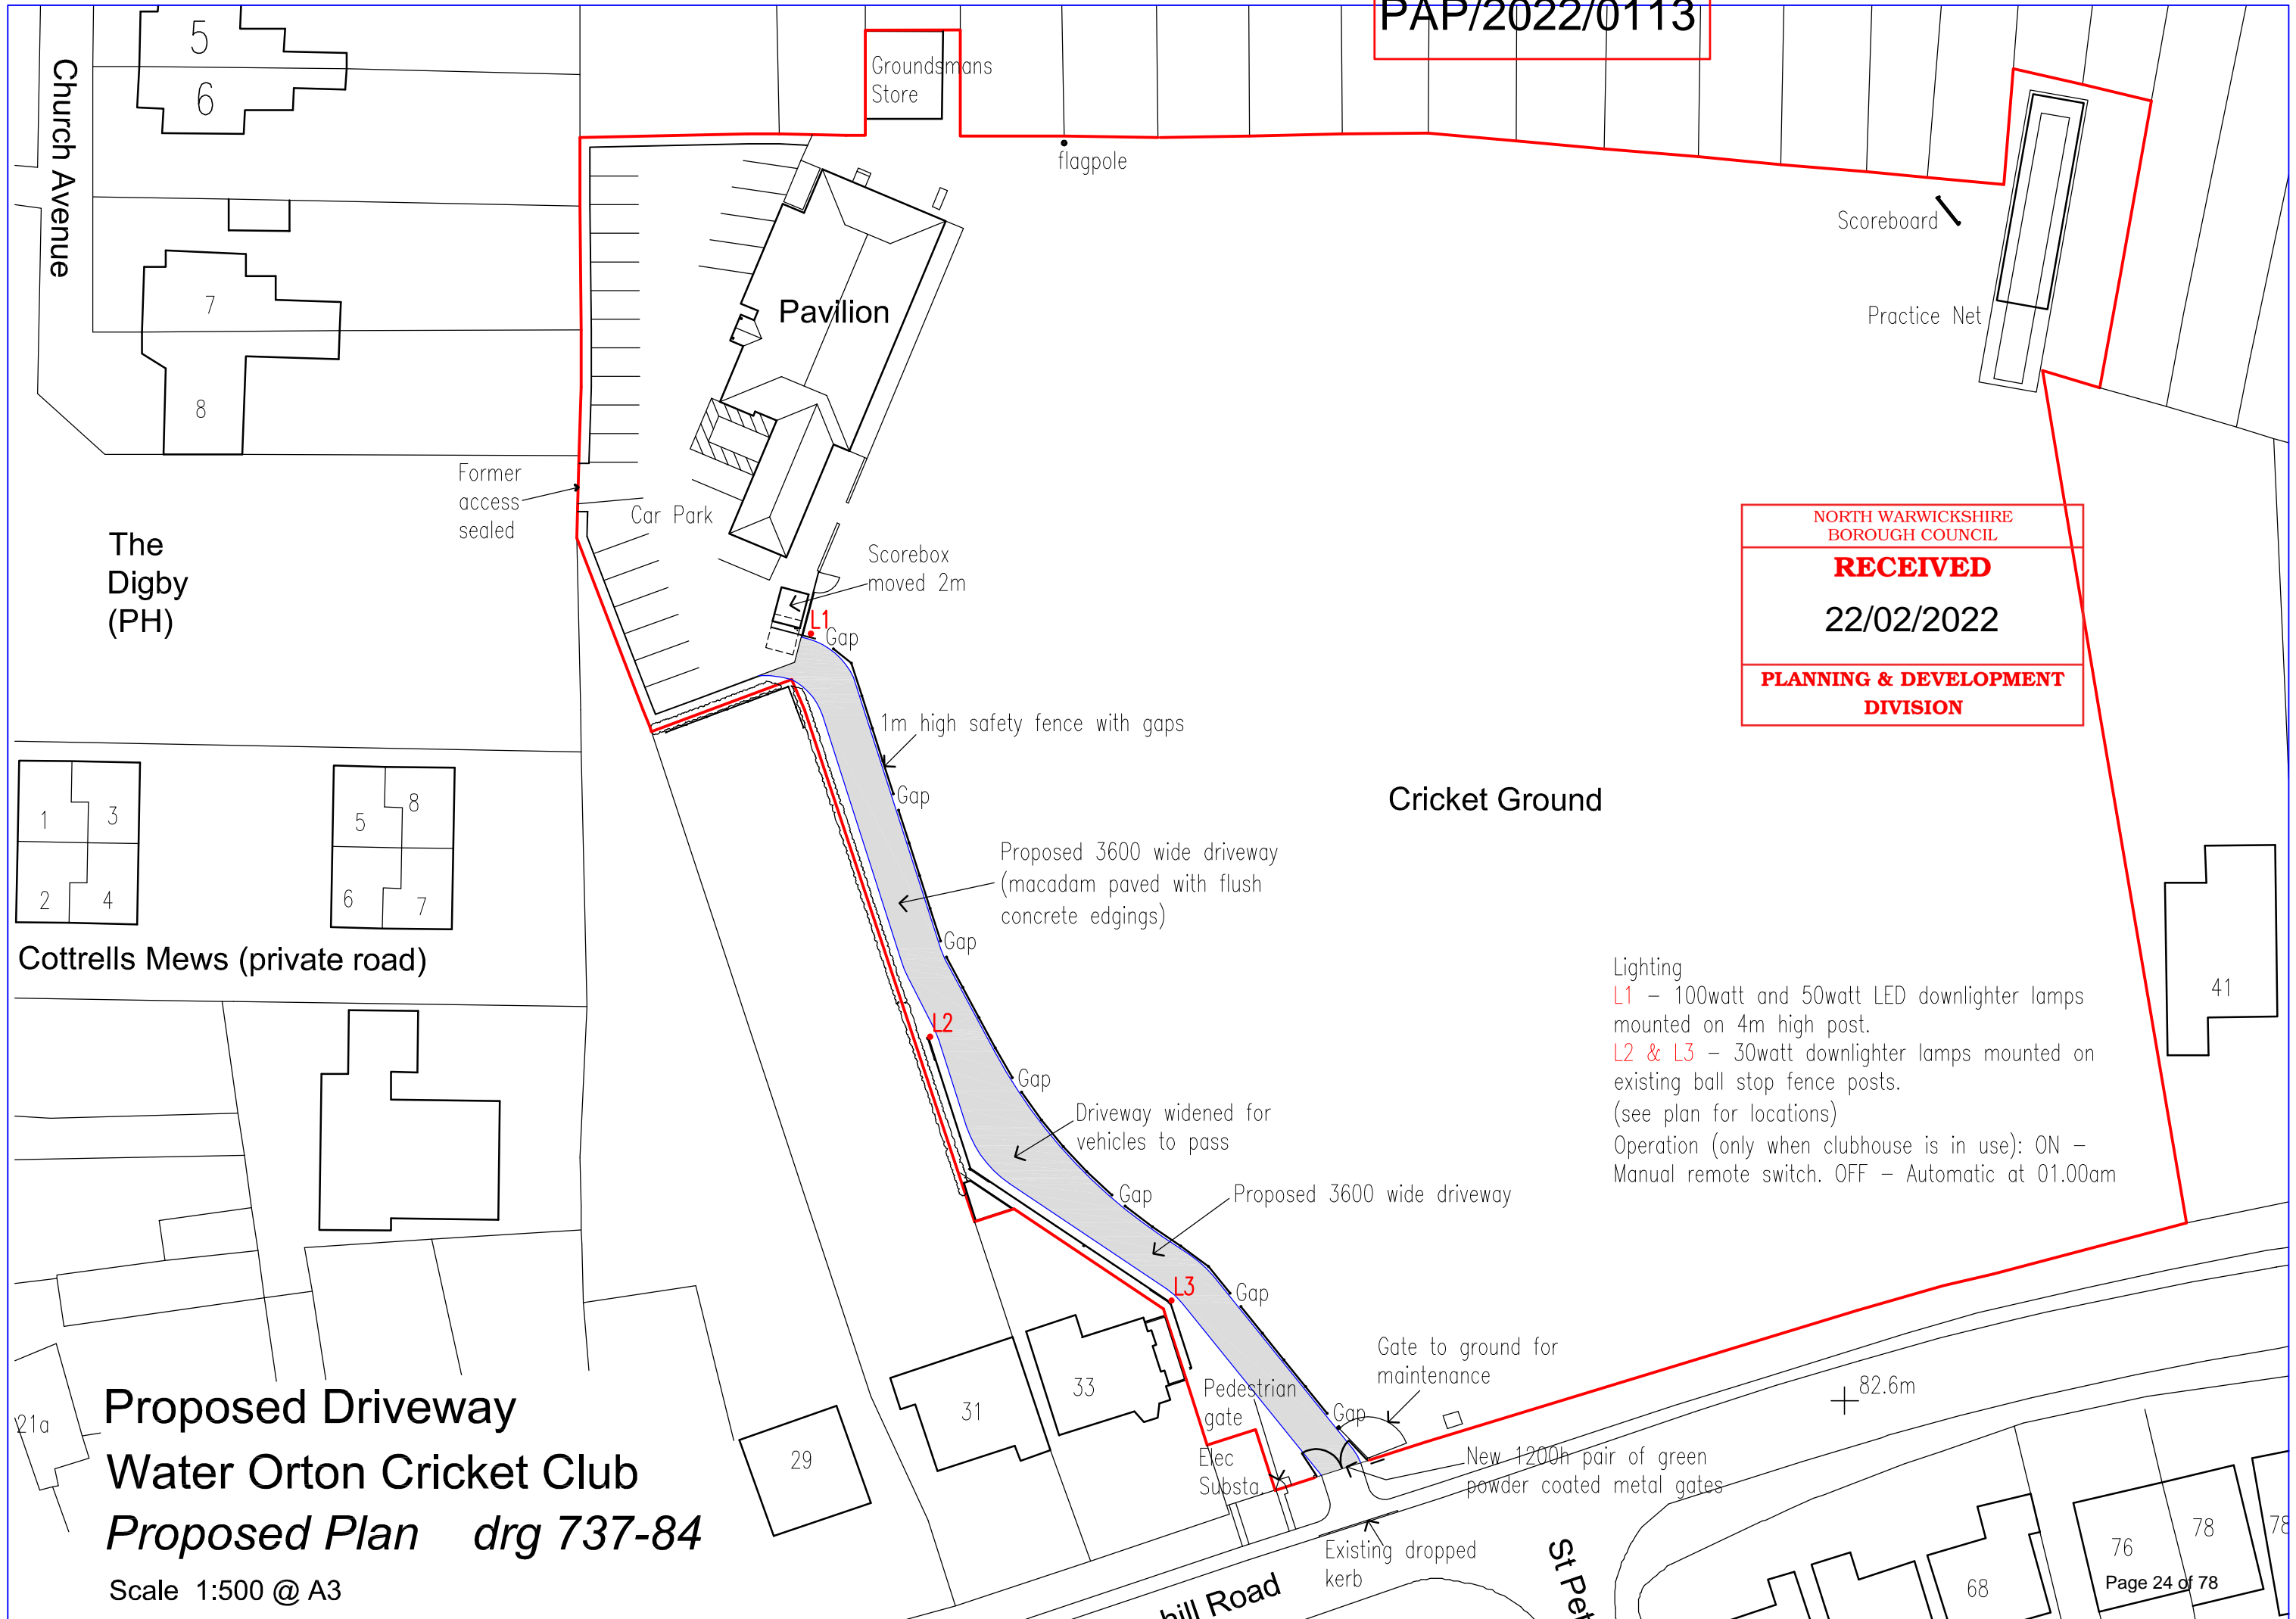 PAP/2022/0113
5
6
Church Avenue
Groundsmans
Store
flagpole
Scoreboard
Practice Net
7
8
Pavilion
Former
access
sealed
Car Park
The
Digby
(PH)
Scorebox
moved 2m
L1
Gap
NORTH WARWICKSHIRE
BOROUGH COUNCIL
RECEIVED
22/02/2022
PLANNING & DEVELOPMENT
DIVISION
1m high safety fence with gaps
Gap
Cricket Ground
1
3
2
4
5
8
6
7
Cottrells Mews (private road)
Proposed 3600 wide driveway
(macadam paved with flush
concrete edgings)
Gap
L2
Gap
Lighting
L1 – 100watt and 50watt LED downlighter lamps
mounted on 4m high post.
L2 & L3 – 30watt downlighter lamps mounted on
existing ball stop fence posts.
(see plan for locations)
Operation (only when clubhouse is in use): ON –
Manual remote switch. OFF – Automatic at 01.00am
41
Driveway widened for
vehicles to pass
Gap
Proposed 3600 wide driveway
L3
Gap
Gate to ground for
maintenance
82.6m
33
31
29
21a
Pedestrian
gate
Gap
Elec
Substa.
New 1200h pair of green
powder coated metal gates
Existing dropped
kerb
hill Road
St Pet
68
76
78
78
Proposed Driveway
Water Orton Cricket Club
Proposed Plan drg 737-84
Scale 1:500 @ A3
Page 24 of 78